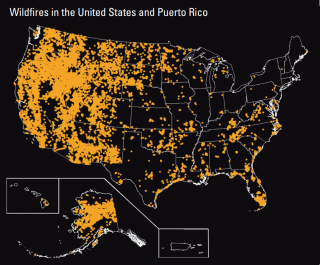 Wildfires in the United States and Puerto Rico